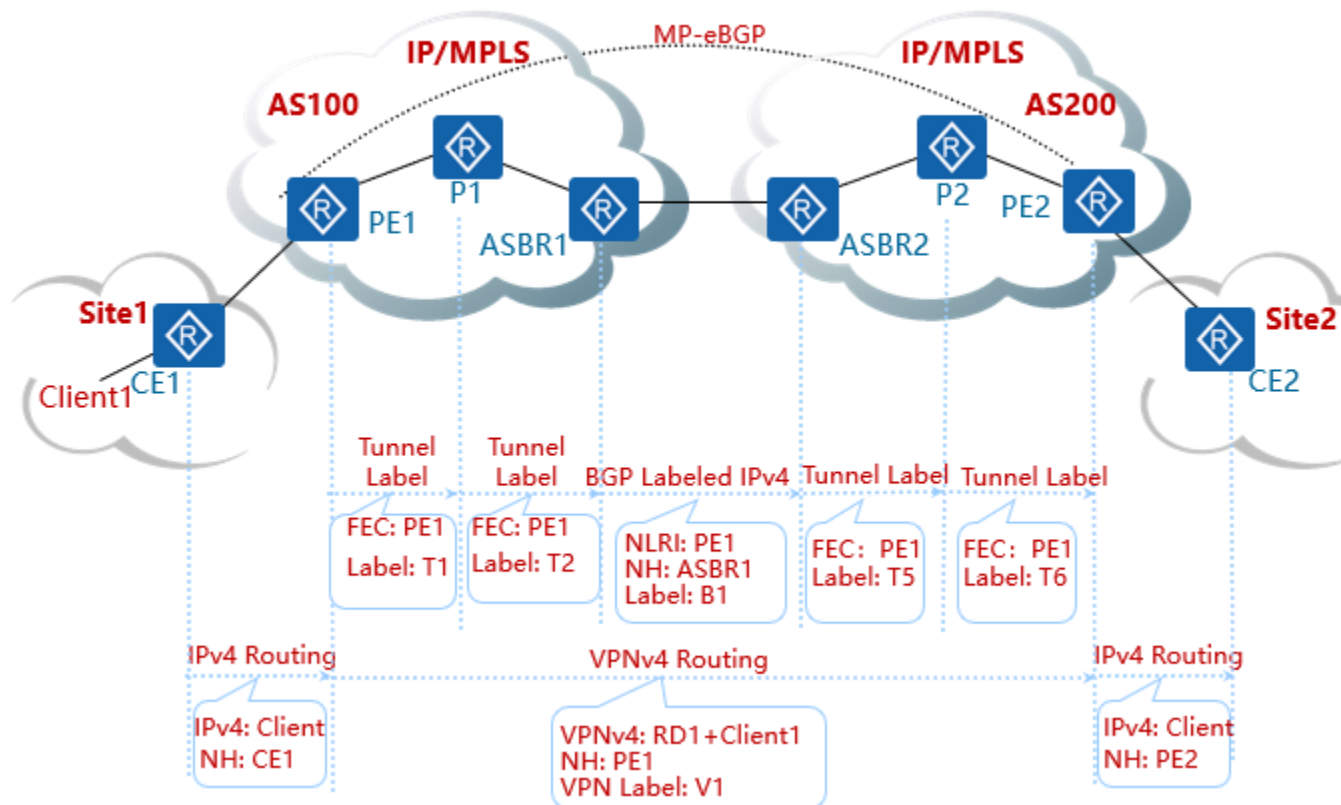 MP-eBGP
IP/MPLS
IP/MPLS
AS100
AS200
R
P1
R
P2
R
PE1
R
ASBR1
R
ASBR2
R
PE2
Site1
R
CE1
Client1
Site2
R
CE2
Tunnel
Label
Tunnel
Label
BGP Labeled IPv4
Tunnel Label
Tunnel Label
FEC: PE1
Label: T1
FEC: PE1
Label: T2
NLRI: PE1
NH: ASBR1
Label: B1
FEC: PE1
Label: T5
FEC: PE1
Label: T6
IPv4 Routing
VPNv4 Routing
IPv4 Routing
IPv4: Client
NH: CE1
VPNv4: RD1+Client1
NH: PE1
VPN Label: V1
IPv4: Client
NH: PE2